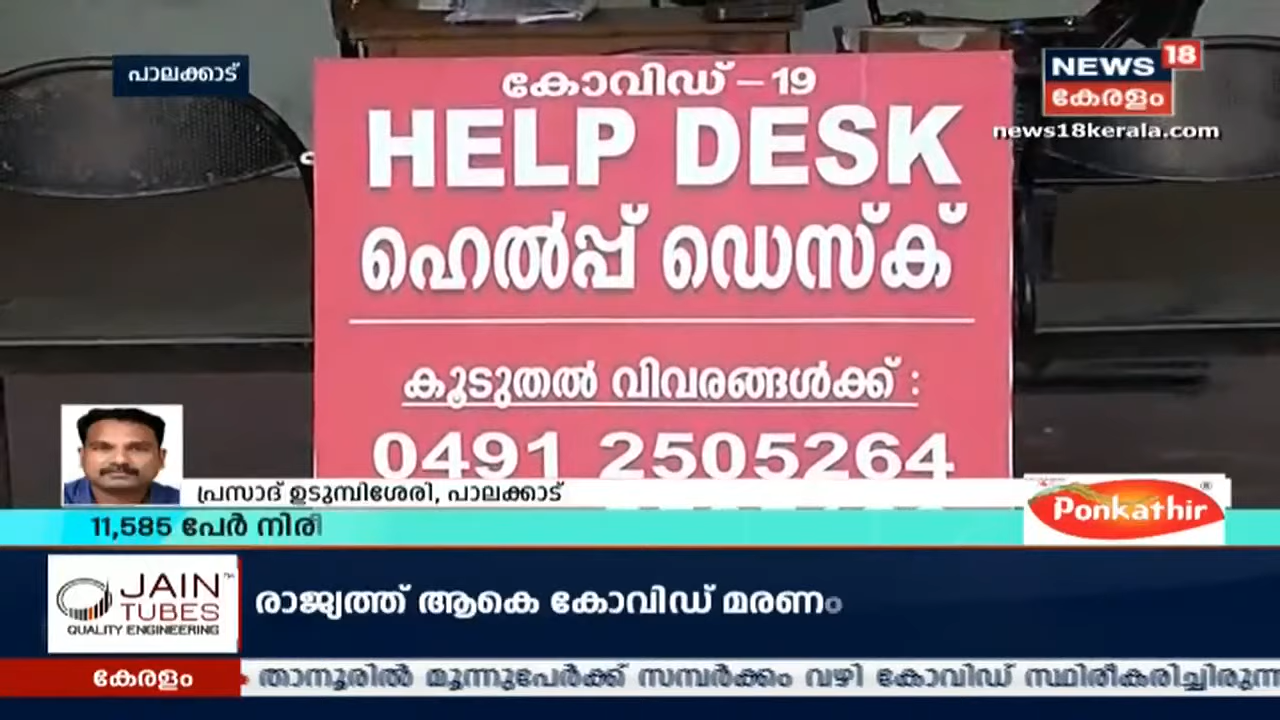 പാലക്കാട്
NEWS 18
കേരളം
news18kerala.com
കോവിഡ് – 19
HELP DESK
ഹെൽപ്പ് ഡെസ്ക്
കൂടുതൽ വിവരങ്ങൾക്ക് :
0491 2505264
പ്രസാദ് ഉടുമ്പിശേരി, പാലക്കാട്
11,585 പേർ നിരീ
Ponkathir
JAIN
TUBES
QUALITY ENGINEERING
രാജ്യത്ത് ആകെ കോവിഡ് മരണം
കേരളം
താനൂരിൽ മൂന്നുപേർക്ക് സമ്പർക്കം വഴി കോവിഡ് സ്ഥിരീകരിച്ചിരുന്ന